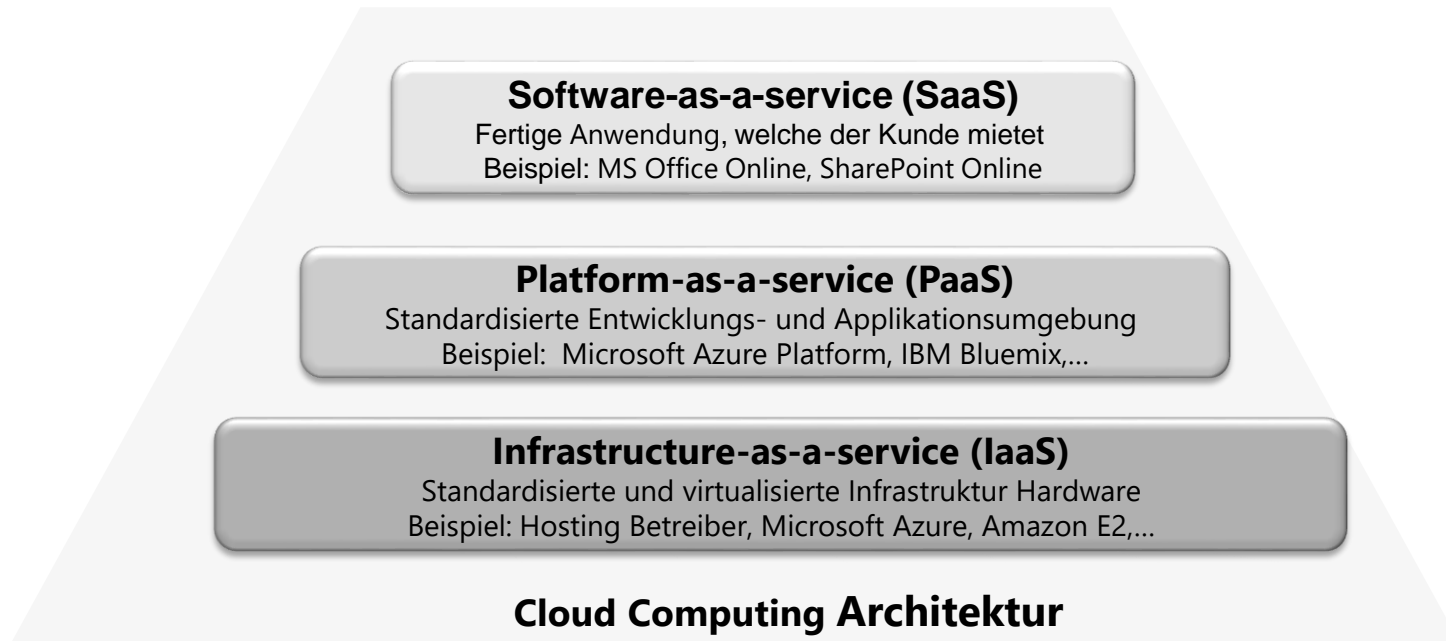 Software-as-a-service (SaaS)
Fertige Anwendung, welche der Kunde mietet
Beispiel: MS Office Online, SharePoint Online
Platform-as-a-service (PaaS)
Standardisierte Entwicklungs- und Applikationsumgebung
Beispiel: Microsoft Azure Platform, IBM Bluemix,...
Infrastructure-as-a-service (IaaS)
Standardisierte und virtualisierte Infrastruktur Hardware
Beispiel: Hosting Betreiber, Microsoft Azure, Amazon E2,...
Cloud Computing Architektur